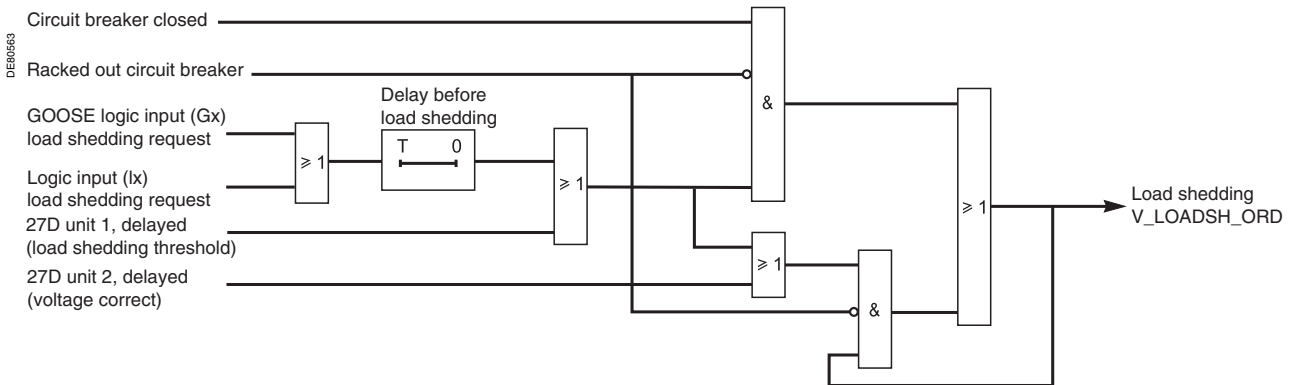 Circuit breaker closed
DE80563
Racked out circuit breaker
Delay before
load shedding
GOOSE logic input (Gx)
load shedding request
T 0
&
⩾ 1
⩾ 1
Logic input (Ix)
load shedding request
⩾ 1
Load shedding
V_LOADSH_ORD
27D unit 1, delayed
(load shedding threshold)
⩾ 1
27D unit 2, delayed
(voltage correct)
&